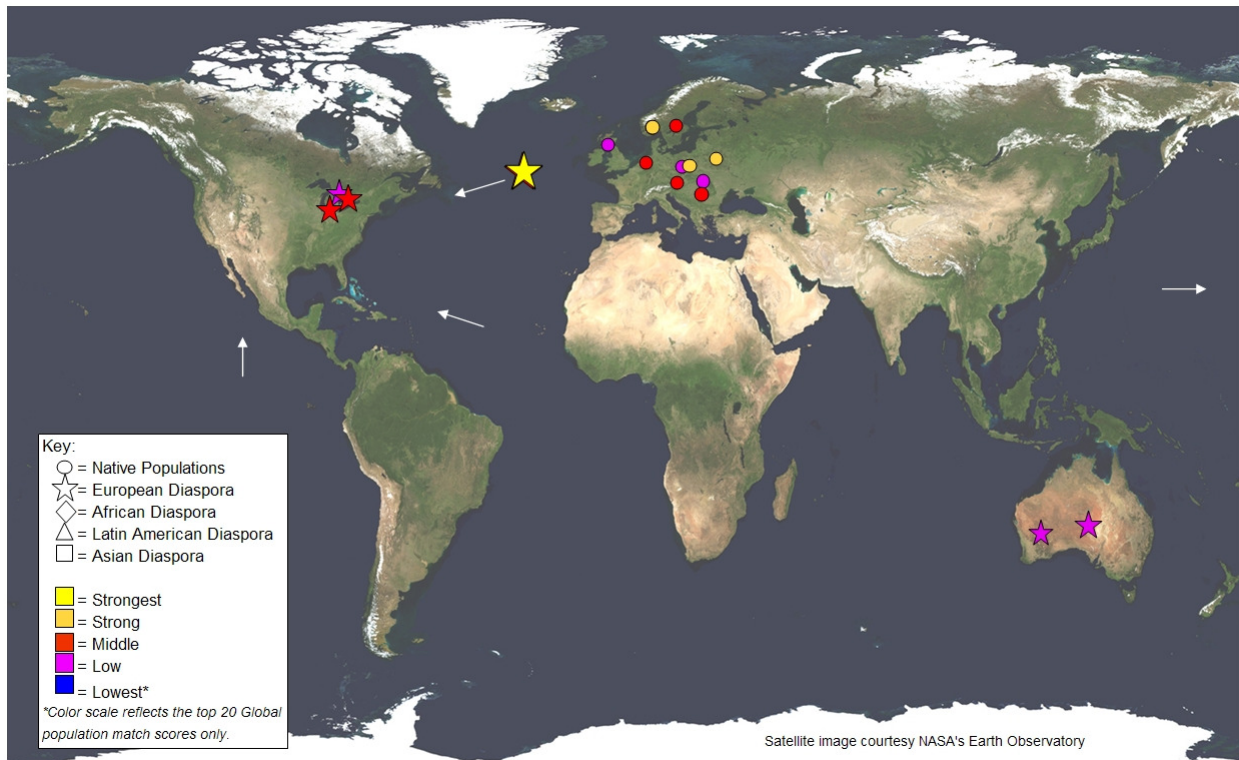 Key:
= Native Populations
= European Diaspora
= African Diaspora
= Latin American Diaspora
= Asian Diaspora
= Strongest
= Strong
= Middle
= Low
= Lowest*
*Color scale reflects the top 20 Global
population match scores only.
Satellite image courtesy NASA's Earth Observatory